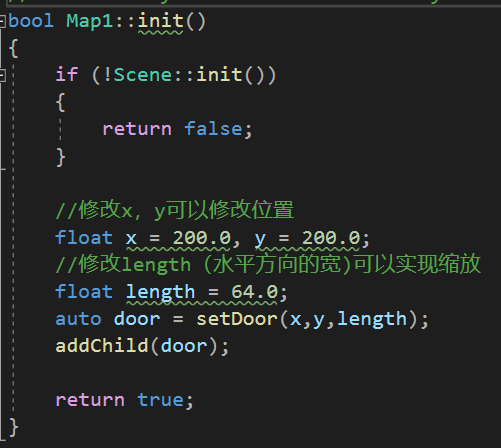 bool Map1::init()
{
    if (!Scene::init())
    {
        return false;
    }
    //修改x, y可以修改位置
    float x = 200.0, y = 200.0;
    //修改length (水平方向的宽)可以实现缩放
    float length = 64.0;
    auto door = setDoor(x,y,length);
    addChild(door);
    return true;
}